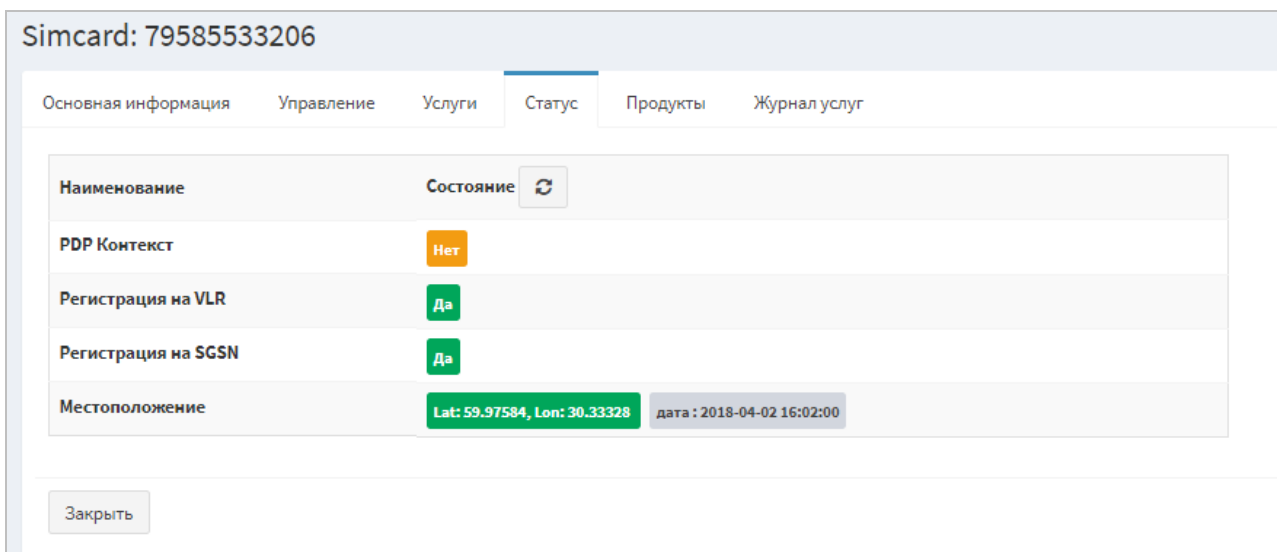 Simcard: 79585533206
Основная информация Управление Услуги Статус Продукты Журнал услуг
Наименование Состояние
PDP Контекст Нет
Регистрация на VLR Да
Регистрация на SGSN Да
Местоположение Lat: 59.97584, Lon: 30.33328 дата : 2018-04-02 16:02:00
Закрыть